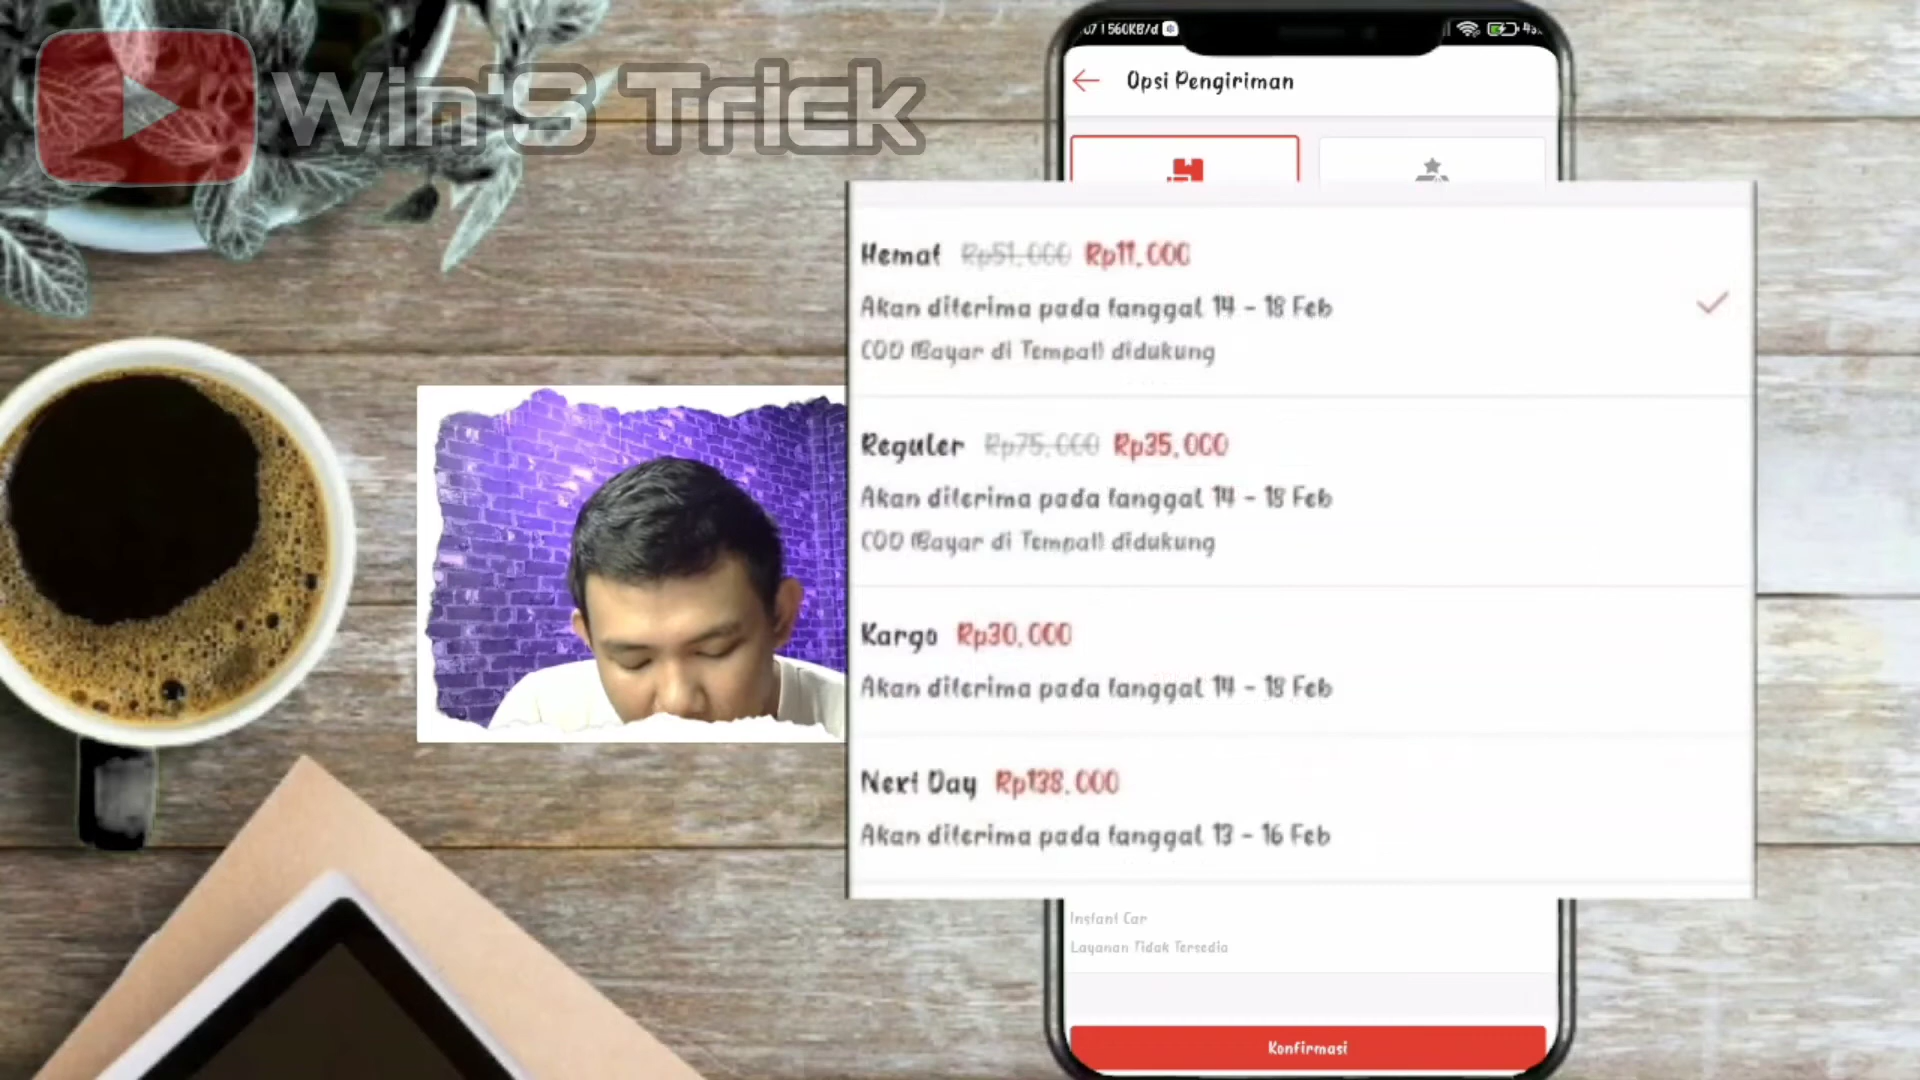 Win'S Trick
:07 | 560KB/d
Opsi Pengiriman
Hemat Rp51.000 Rp11.000
Akan diterima pada tanggal 14 - 18 Feb
COD (Bayar di Tempat) didukung
Reguler Rp75.000 Rp35.000
Akan diterima pada tanggal 14 - 18 Feb
COD (Bayar di Tempat) didukung
Kargo Rp30.000
Akan diterima pada tanggal 14 - 18 Feb
Next Day Rp138.000
Akan diterima pada tanggal 13 - 16 Feb
Instant Car
Layanan Tidak Tersedia
Konfirmasi